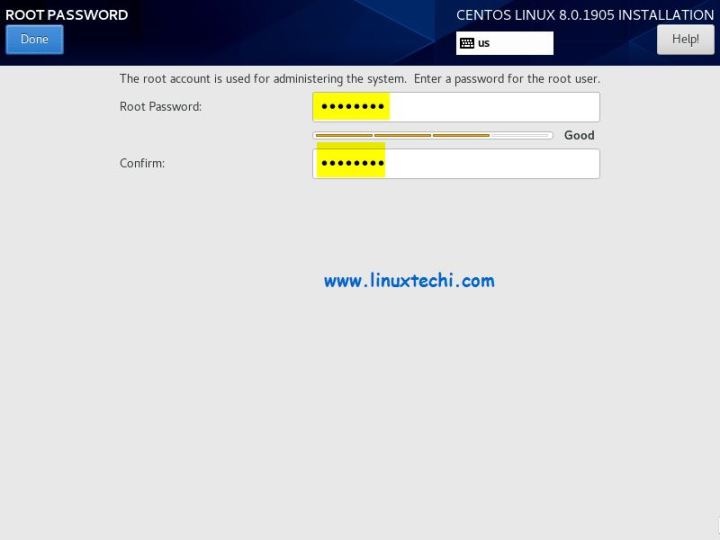 ROOT PASSWORD
CENTOS LINUX 8.0.1905 INSTALLATION
Done
us
Help!
The root account is used for administering the system. Enter a password for the root user.
Root Password: ••••••••
Good
Confirm: ••••••••
www.linuxtechi.com